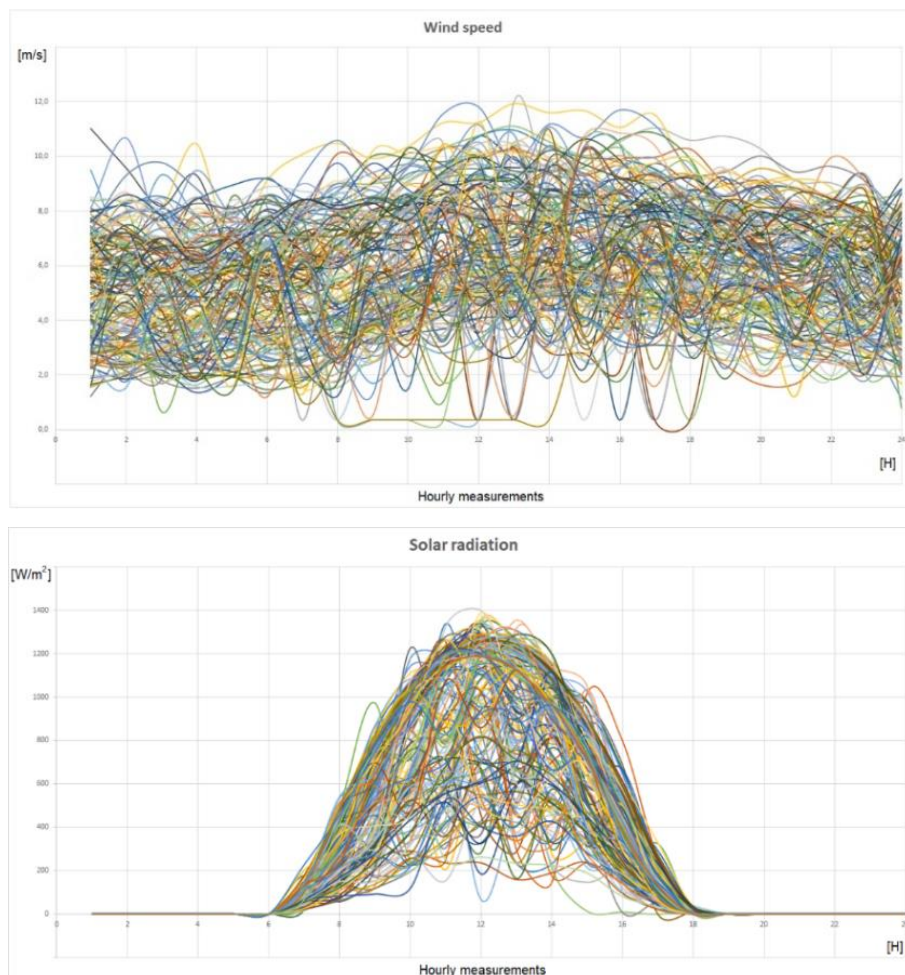 Wind speed
[m/s]
12,0
10,0
8,0
6,0
4,0
2,0
0,0
0 2 4 6 8 10 12 14 16 18 20 22 24
[H]
Hourly measurements
Solar radiation
[W/m²]
1400
1200
1000
800
600
400
200
0
0 2 4 6 8 10 12 14 16 18 20 22 24
[H]
Hourly measurements